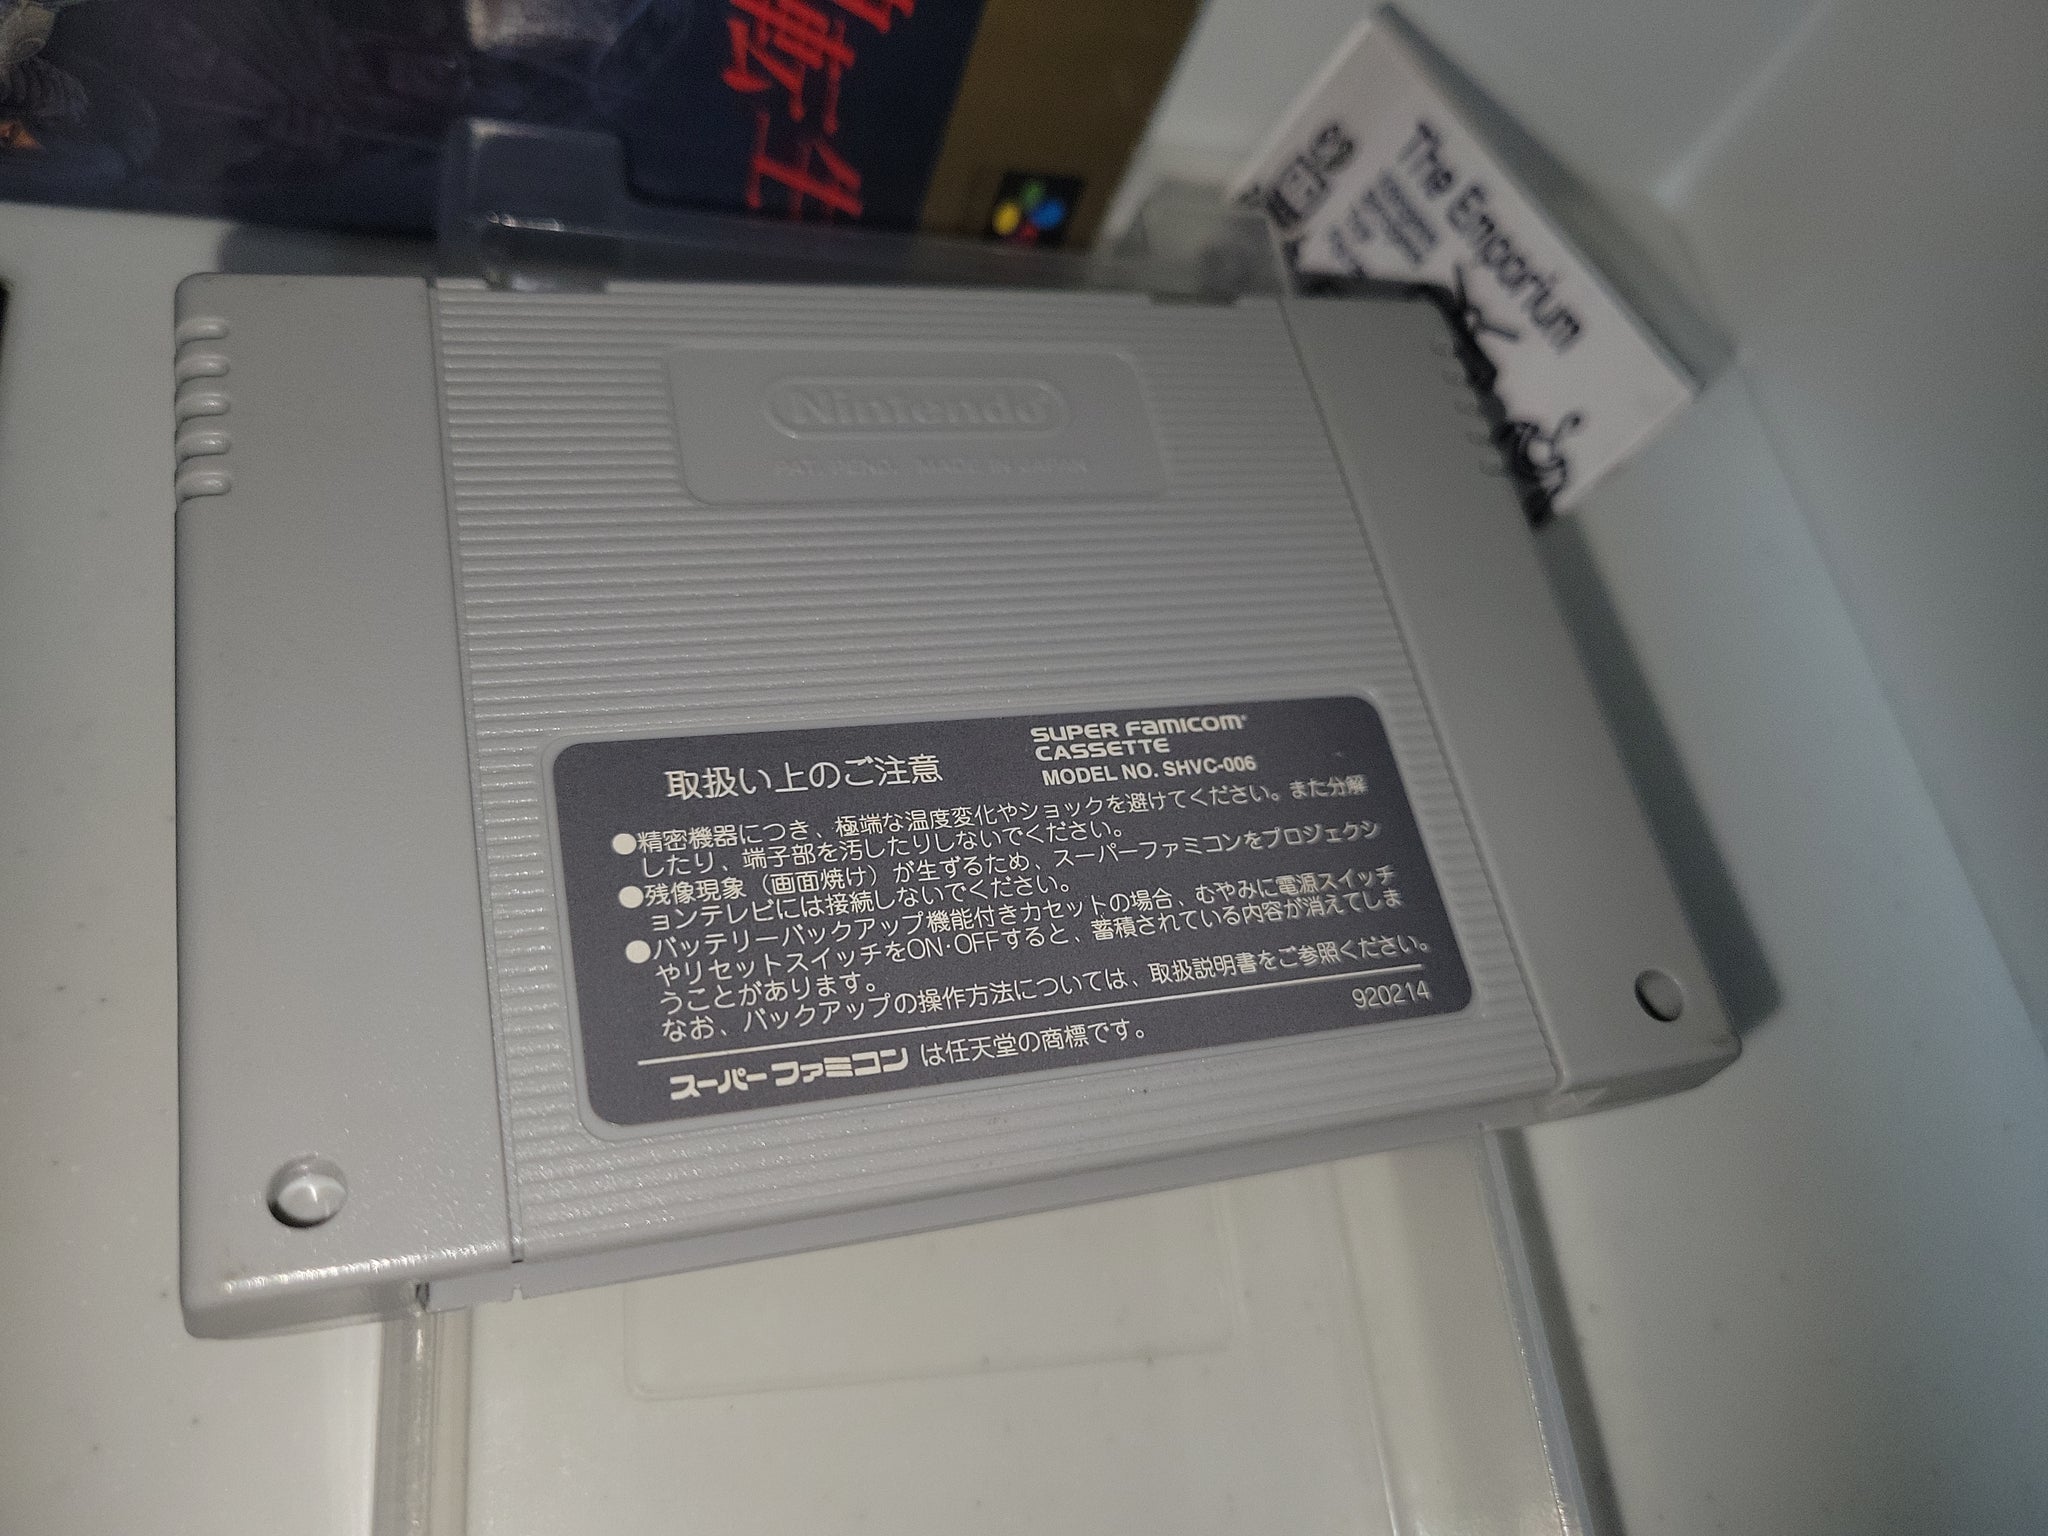 転生
The Emporium
Nintendo
PAT. PEND. MADE IN JAPAN
SUPER Famicom
CASSETTE
MODEL NO. SHVC-006
取扱い上のご注意
●精密機器につき、極端な温度変化やショックを避けてください。また分解
したり、端子部を汚したりしないでください。
●残像現象（画面焼け）が生ずるため、スーパーファミコンをプロジェクシ
ョンテレビには接続しないでください。
●バッテリーバックアップ機能付きカセットの場合、むやみに電源スイッチ
やリセットスイッチをON·OFFすると、蓄積されている内容が消えてしま
うことがあります。
なお、バックアップの操作方法については、取扱説明書をご参照ください。
920214
スーパーファミコン は任天堂の商標です。